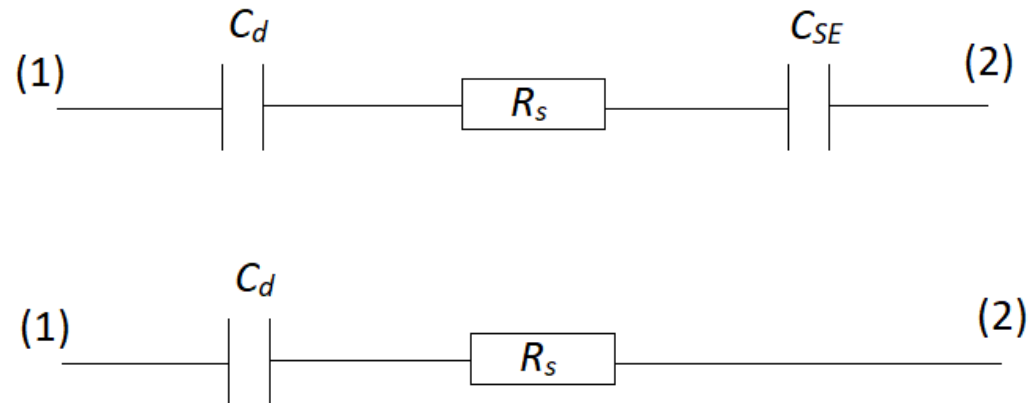 C_d C_SE
(1) R_s (2)
C_d
(1) R_s (2)